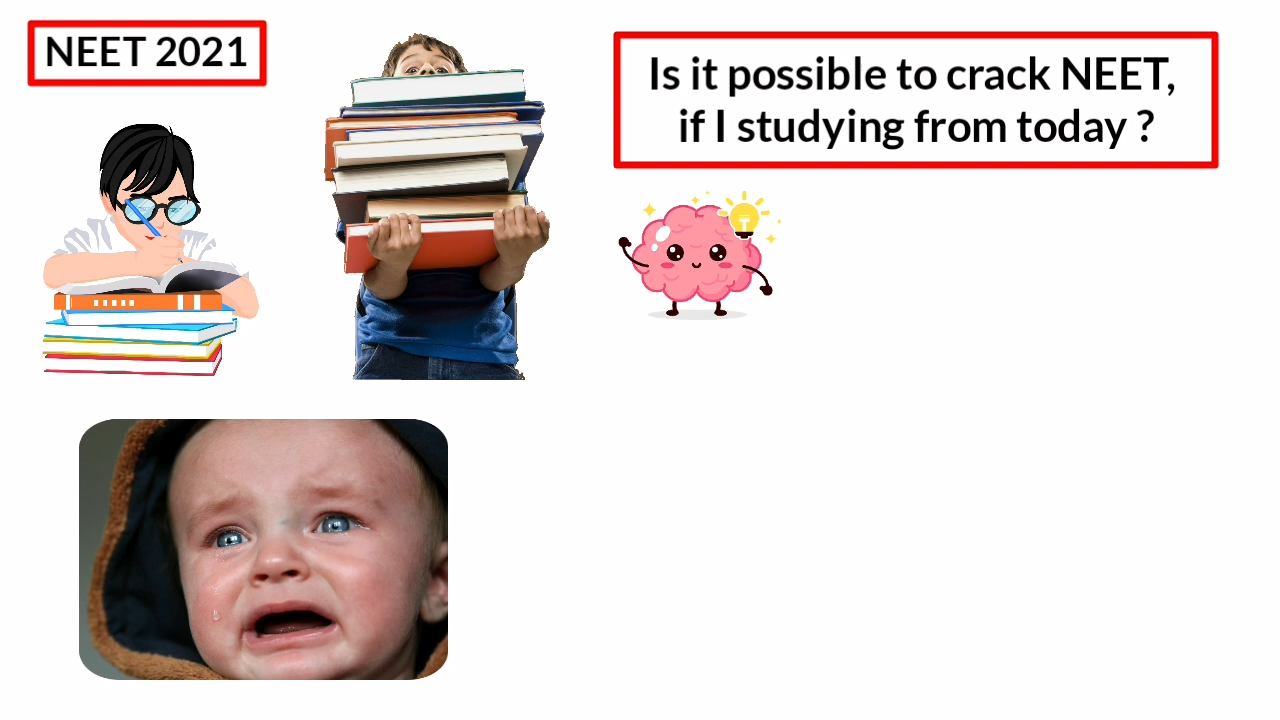 NEET 2021
Is it possible to crack NEET,
if I studying from today ?